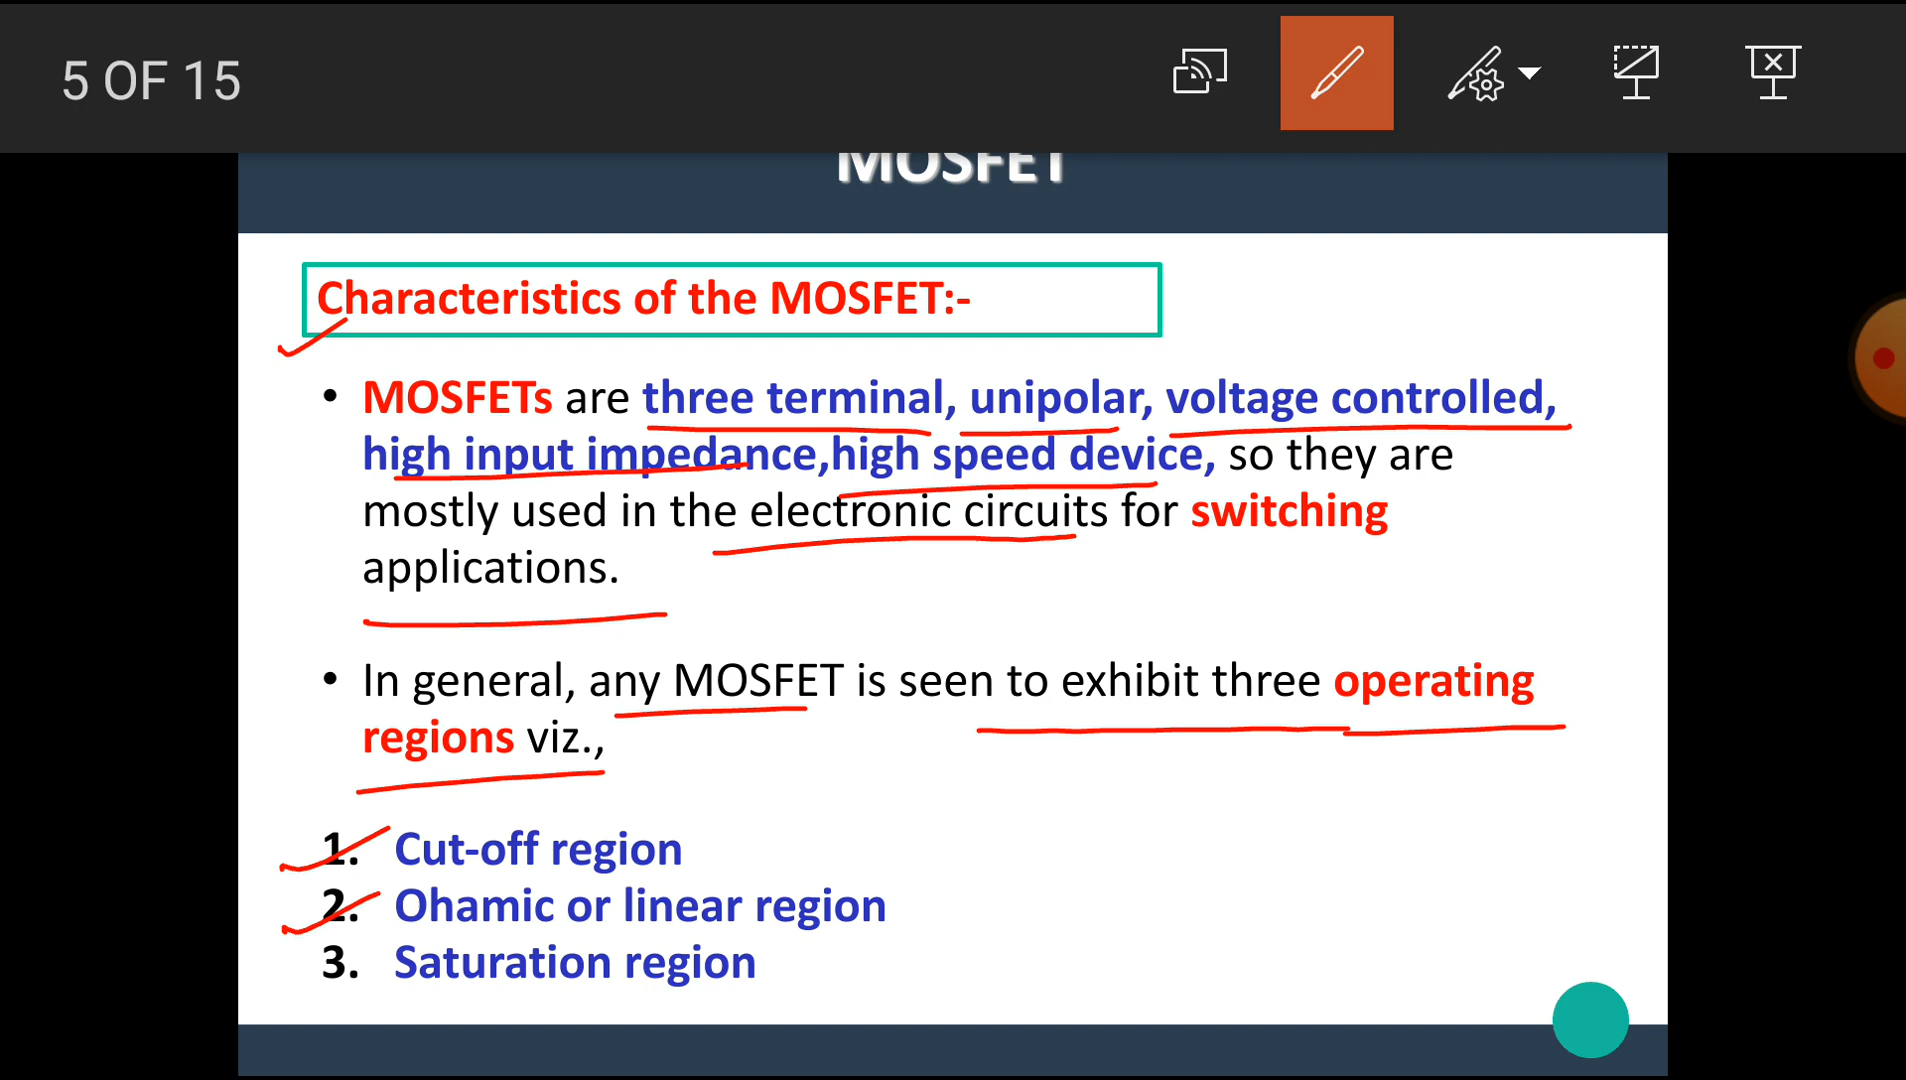 5 OF 15
MOSFET
Characteristics of the MOSFET:-
• MOSFETs are three terminal, unipolar, voltage controlled,
high input impedance,high speed device, so they are
mostly used in the electronic circuits for switching
applications.
• In general, any MOSFET is seen to exhibit three operating
regions viz.,
1. Cut-off region
2. Ohamic or linear region
3. Saturation region